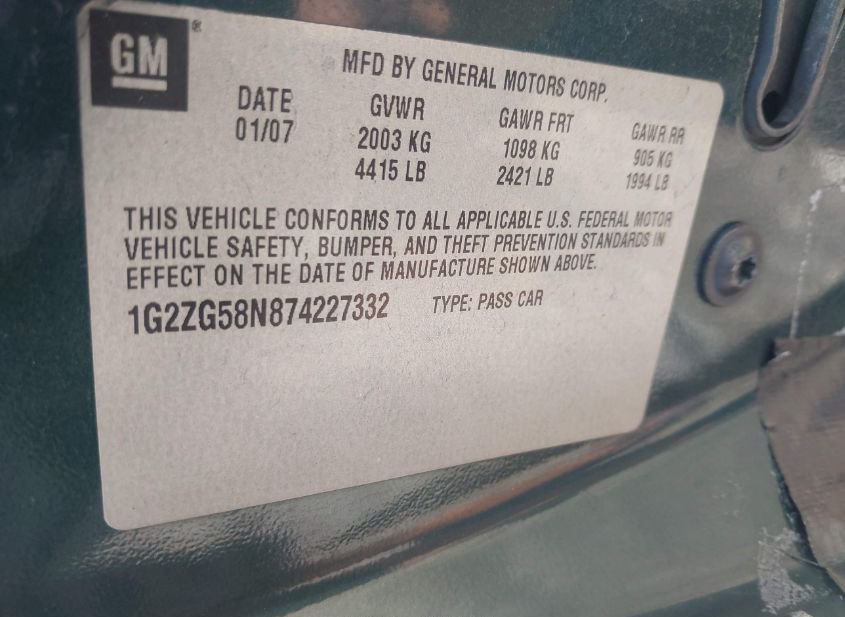 GM®
MFD BY GENERAL MOTORS CORP.
DATE GVWR GAWR FRT GAWR RR
01/07 2003 KG 1098 KG 905 KG
4415 LB 2421 LB 1994 LB
THIS VEHICLE CONFORMS TO ALL APPLICABLE U.S. FEDERAL MOTOR
VEHICLE SAFETY, BUMPER, AND THEFT PREVENTION STANDARDS IN
EFFECT ON THE DATE OF MANUFACTURE SHOWN ABOVE.
1G2ZG58N874227332 TYPE: PASS CAR